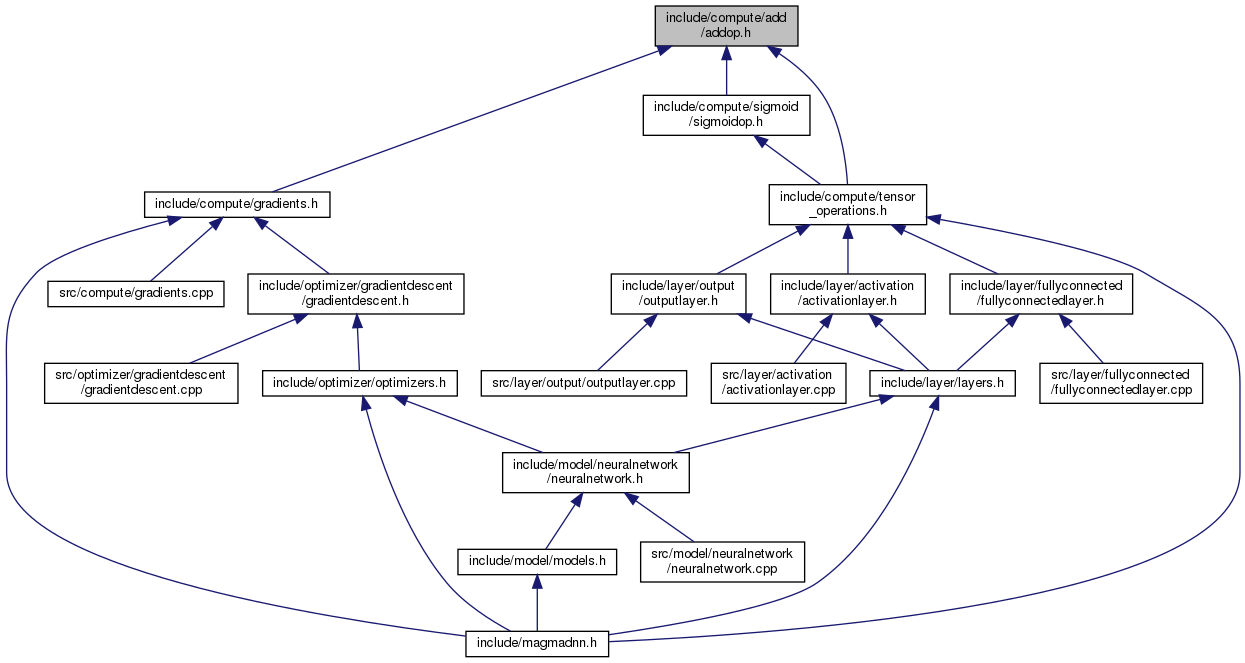 include/compute/add
/addop.h
include/compute/sigmoid
/sigmoidop.h
include/compute/gradients.h
include/compute/tensor
_operations.h
src/compute/gradients.cpp
include/optimizer/gradientdescent
/gradientdescent.h
include/layer/output
/outputlayer.h
include/layer/activation
/activationlayer.h
include/layer/fullyconnected
/fullyconnectedlayer.h
src/optimizer/gradientdescent
/gradientdescent.cpp
include/optimizer/optimizers.h
src/layer/output/outputlayer.cpp
src/layer/activation
/activationlayer.cpp
include/layer/layers.h
src/layer/fullyconnected
/fullyconnectedlayer.cpp
include/model/neuralnetwork
/neuralnetwork.h
include/model/models.h
src/model/neuralnetwork
/neuralnetwork.cpp
include/magmadnn.h